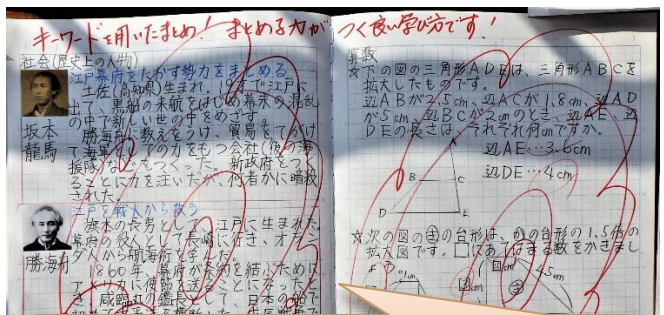 キーワードを用いたまとめ！まとめる力がつく良い学び方です！
社会(歴史上の人物)
江戸幕府をたおす勢力をまとめる
土佐(高知県)生まれ。19才で江戸に
出て、黒船の来航をはじめ幕末の混乱
の中で新しい世の中をめざす。
勝海舟に教えをうけ、貿易をてがけ
て海軍の力をもつ会社(後の海
援隊)などをつくった。新政府をつく
ることに力を注いだが、何者かに暗殺
された。
坂本
龍馬
江戸を戦火から救う
旗本の長男として、江戸に生まれた。
幕府の役人として長崎に行き、オラン
ダ人から航海術を学んだ。
1860年、幕府が条約を結ぶために
アメリカに使節を送ることになったと
き、咸臨丸の艦長として、日本の船で
勝海舟
算数
☆下の図の三角形ADEは、三角形ABCを
拡大したものです。
辺ABが2.5cm、辺ACが1.8cm、辺AD
が5cm、辺BCが2cmのとき、辺AE、辺
DEの長さは、それぞれ何cmですか。
辺AE…3.6cm
辺DE…4cm
A
B
C
D
E
☆次の図の㋖の台形は、㋕の台形の1.5倍の
拡大図です。□にあてはまる数をかきまし
ょう
4.5cm